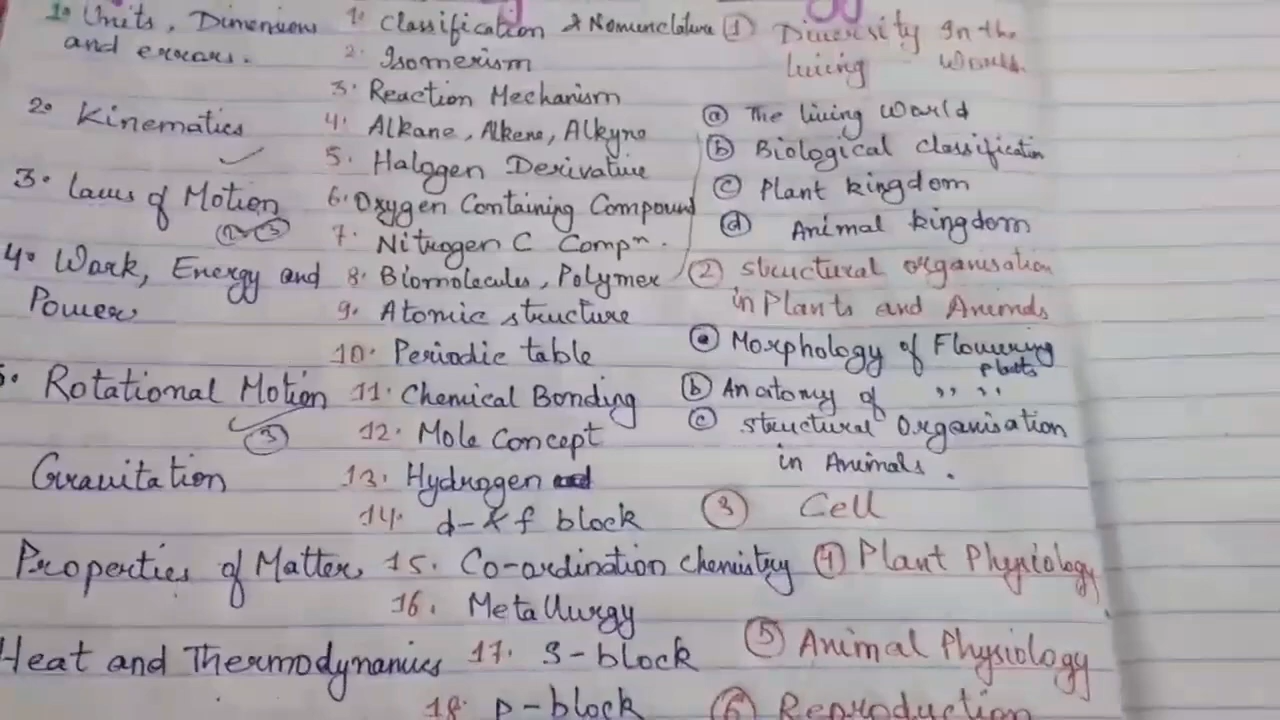 1. Units, Dimensions
and errors.
2. Kinematics
3. laws of Motion
4. Work, Energy and
Power
5. Rotational Motion
3
Gravitation
Properties of Matter
Heat and Thermodynamics
1. Classification & Nomenclature
2. Isomerism
3. Reaction Mechanism
4. Alkane, Alkene, Alkyne
5. Halogen Derivative
6. Oxygen Containing Compound
7. Nitrogen C Compn.
8. Biomolecules, Polymer
9. Atomic structure
10. Periodic table
11. Chemical Bonding
12. Mole Concept
13. Hydrogen
14. d-&f block
15. Co-ordination chemistry
16. Metallurgy
17. S-block
18. p-block
1 Diversity In the
living World.
a The living World
b Biological Classification
c Plant kingdom
d Animal kingdom
2 structural organisation
in Plants and Animals
a Morphology of Flowering
Plants
b Anatomy of ,, ,,
c structural Organisation
in Animals.
3 Cell
4 Plant Physiology
5 Animal Physiology
6 Reproduction